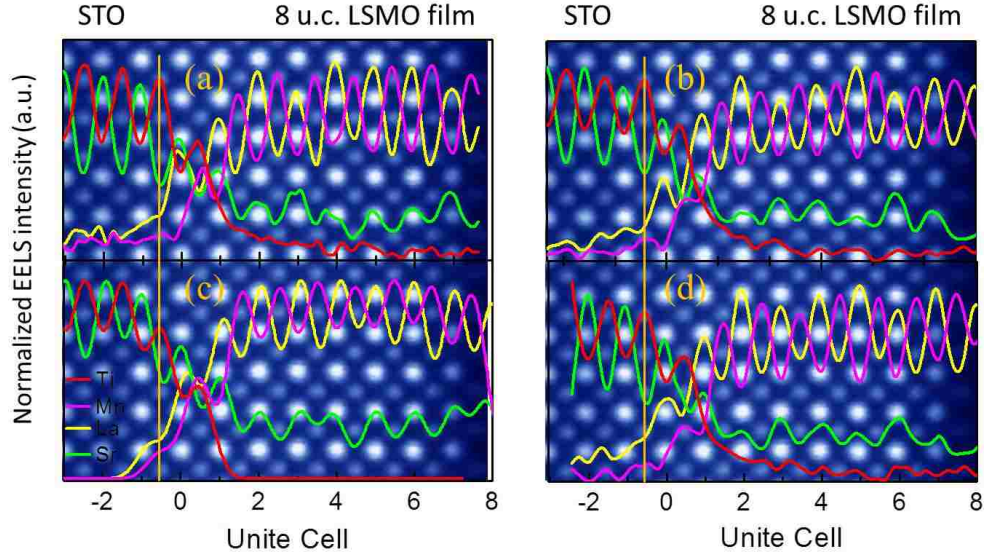 STO 8 u.c. LSMO film STO 8 u.c. LSMO film
Normalized EELS intensity (a.u.)
(a) (b)
(c) (d)
Ti
Mn
La
Sr
-2 0 2 4 6 8 -2 0 2 4 6 8
Unite Cell Unite Cell